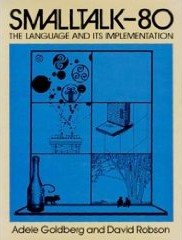 SMALLTALK-80
THE LANGUAGE AND ITS IMPLEMENTATION
Adele Goldberg and David Robson